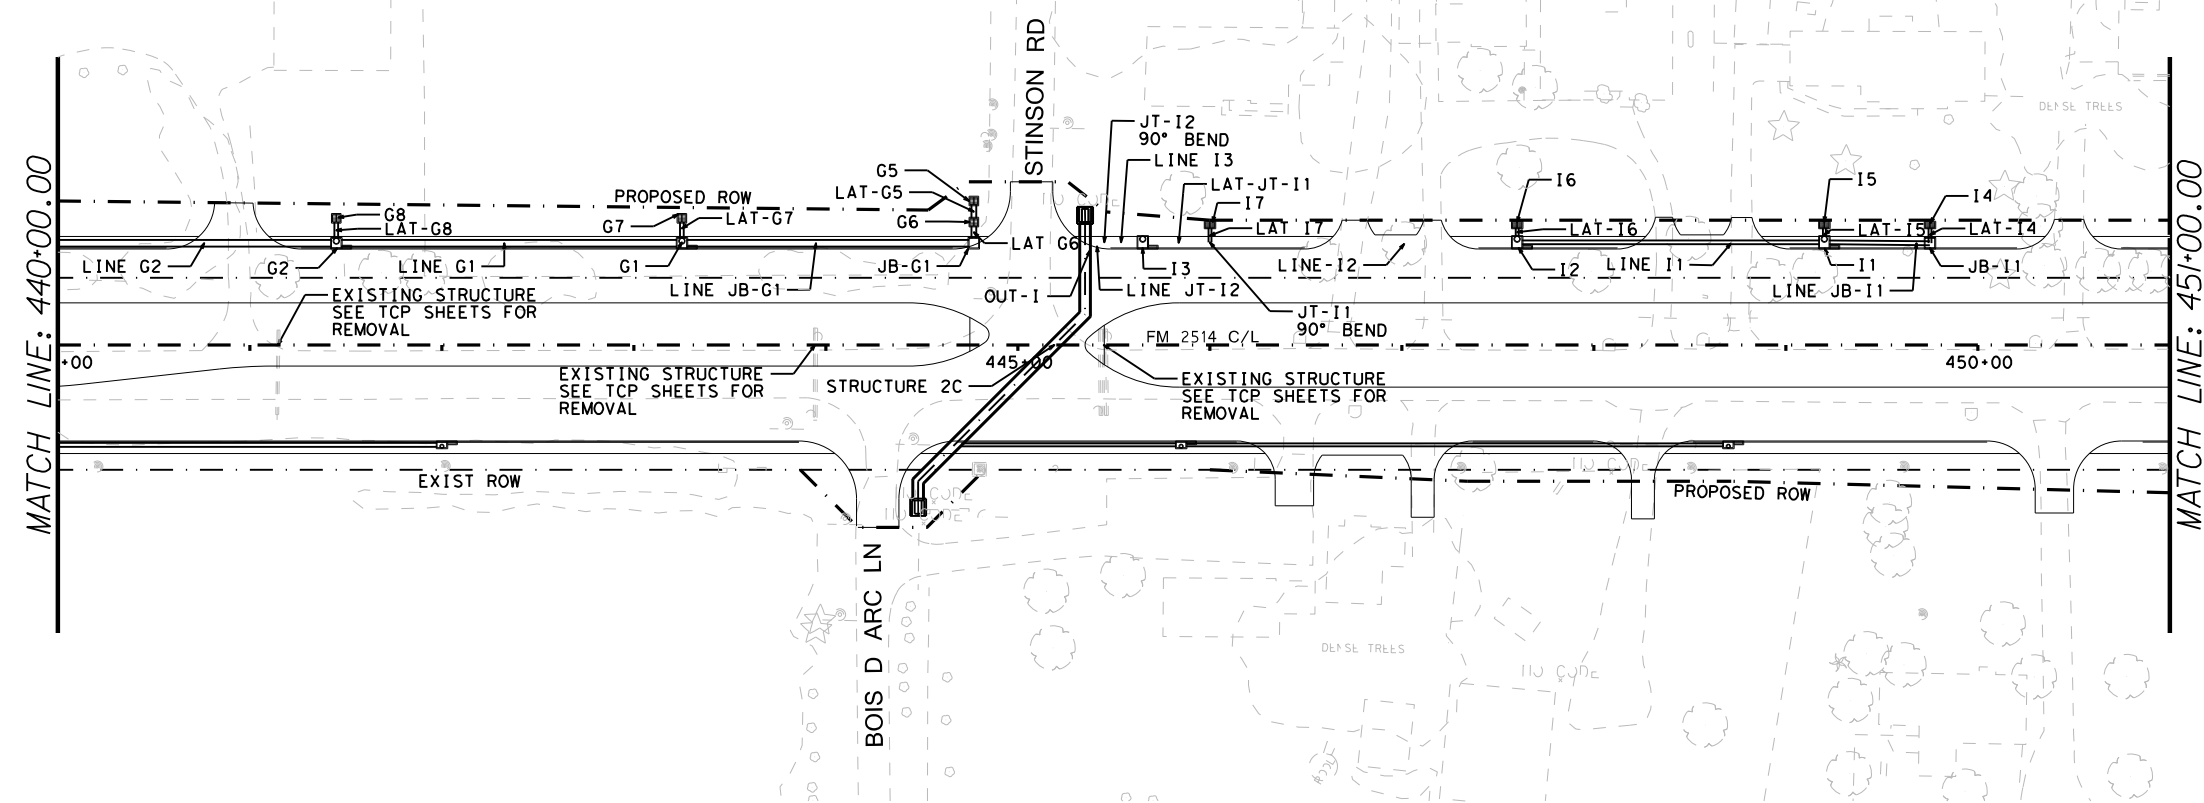 MATCH LINE: 440+00.00
STINSON RD
JT-I2
90° BEND
LINE I3
LAT-JT-I1
DENSE TREES
G5
LAT-G5
PROPOSED ROW
G8
LAT-G8
G7
LAT-G7
G6
LAT G6
I7
LAT I7
I6
LAT-I6
I5
LAT-I5
I4
LAT-I4
LINE G2
G2
LINE G1
G1
JB-G1
LINE JB-G1
OUT-I
LINE JT-I2
I3
LINE-I2
I2
LINE I1
I1
JB-I1
LINE JB-I1
JT-I1
90° BEND
EXISTING STRUCTURE
SEE TCP SHEETS FOR
REMOVAL
FM 2514 C/L
+00
445+00
450+00
EXISTING STRUCTURE
SEE TCP SHEETS FOR
REMOVAL
STRUCTURE 2C
EXISTING STRUCTURE
SEE TCP SHEETS FOR
REMOVAL
EXIST ROW
PROPOSED ROW
BOIS D ARC LN
DENSE TREES
MATCH LINE: 451+00.00